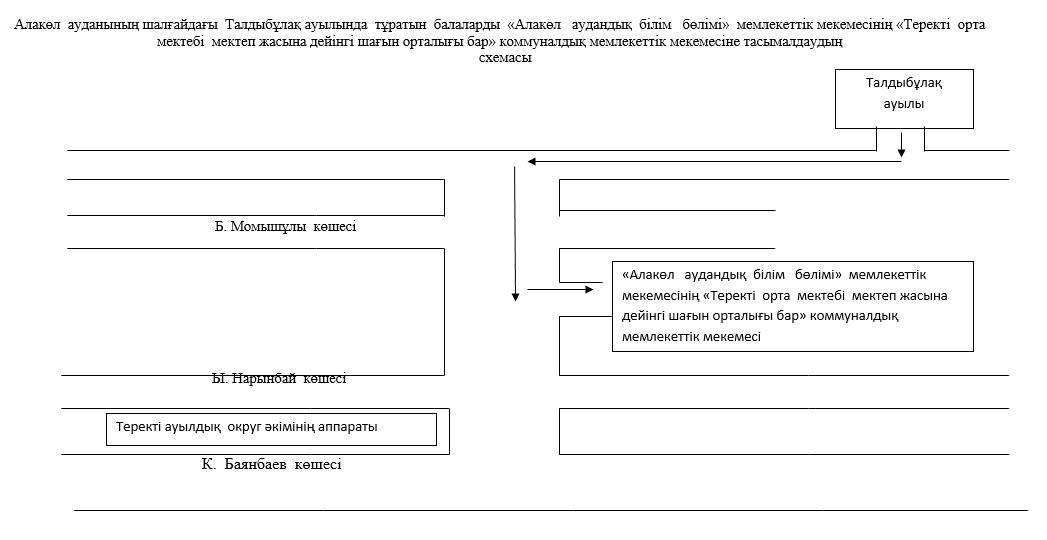 Алакөл ауданының шалғайдағы Талдыбұлақ ауылында тұратын балаларды «Алакөл аудандық білім бөлімі» мемлекеттік мекемесінің «Теректі орта
мектебі мектеп жасына дейінгі шағын орталығы бар» коммуналдық мемлекеттік мекемесіне тасымалдаудың
схемасы
Талдыбұлақ
ауылы
Б. Момышұлы көшесі
«Алакөл аудандық білім бөлімі» мемлекеттік
мекемесінің «Теректі орта мектебі мектеп жасына
дейінгі шағын орталығы бар» коммуналдық
мемлекеттік мекемесі
Ы. Нарынбай көшесі
Теректі ауылдық округ әкімінің аппараты
К. Баянбаев көшесі